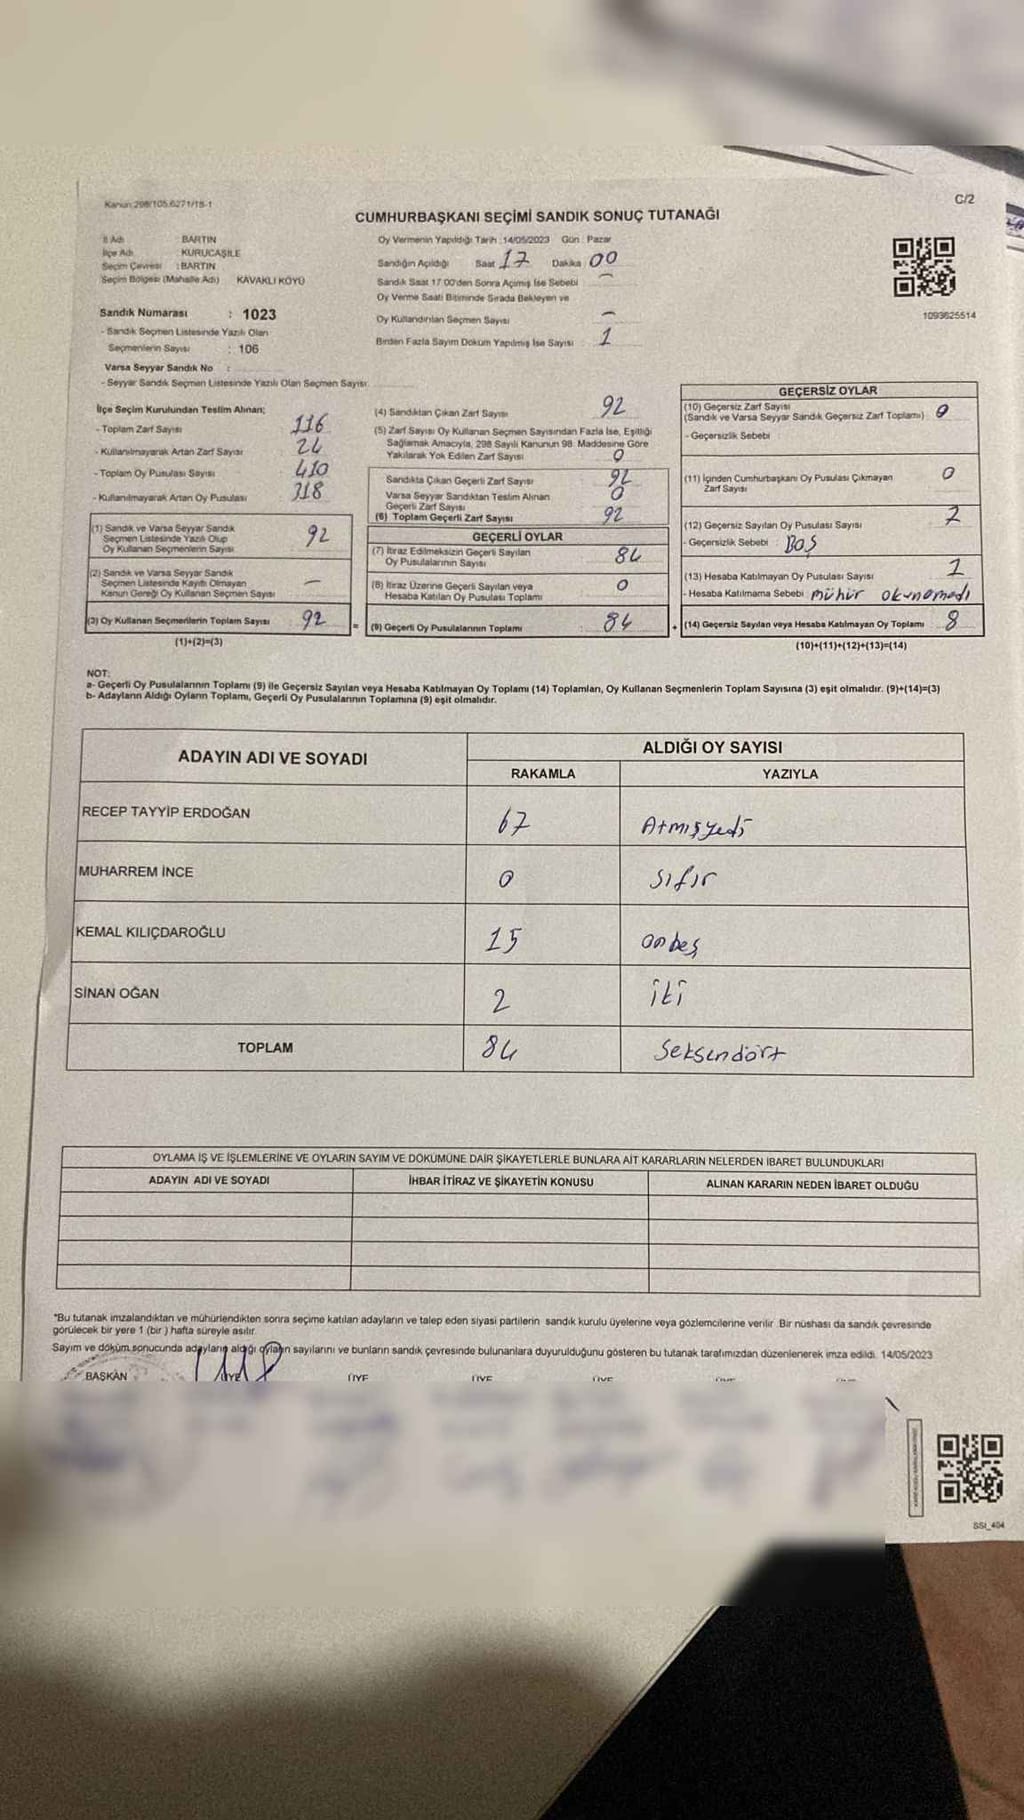 Kanun:298/105.6271/15-1
C/2
CUMHURBAŞKANI SEÇİMİ SANDIK SONUÇ TUTANAĞI
İl Adı : BARTIN
İlçe Adı : KURUCAŞİLE
Seçim Çevresi : BARTIN
Seçim Bölgesi (Mahalle Adı) KAVAKLI KÖYÜ
Sandık Numarası : 1023
- Sandık Seçmen Listesinde Yazılı Olan
Seçmenlerin Sayısı : 106
Varsa Seyyar Sandık No :
- Seyyar Sandık Seçmen Listesinde Yazılı Olan Seçmen Sayısı:
Oy Vermenin Yapıldığı Tarih : 14/05/2023 Gün : Pazar
Sandığın Açıldığı Saat 17 Dakika 00
Sandık Saat 17:00'den Sonra Açılmış İse Sebebi –
Oy Verme Saati Bitiminde Sırada Bekleyen ve
Oy Kullandırılan Seçmen Sayısı –
Birden Fazla Sayım Döküm Yapılmış İse Sayısı 1
1093625514
İlçe Seçim Kurulundan Teslim Alınan;
- Toplam Zarf Sayısı 116
- Kullanılmayarak Artan Zarf Sayısı 24
- Toplam Oy Pusulası Sayısı 410
- Kullanılmayarak Artan Oy Pusulası 318
(1) Sandık ve Varsa Seyyar Sandık
Seçmen Listesinde Yazılı Olup
Oy Kullanan Seçmenlerin Sayısı 92
(2) Sandık ve Varsa Seyyar Sandık
Seçmen Listesinde Kayıtlı Olmayan
Kanun Gereği Oy Kullanan Seçmen Sayısı –
(3) Oy Kullanan Seçmenlerin Toplam Sayısı 92
(1)+(2)=(3)
(4) Sandıktan Çıkan Zarf Sayısı 92
(5) Zarf Sayısı Oy Kullanan Seçmen Sayısından Fazla İse, Eşitliği
Sağlamak Amacıyla, 298 Sayılı Kanunun 98. Maddesine Göre
Yakılarak Yok Edilen Zarf Sayısı 0
Sandıkta Çıkan Geçerli Zarf Sayısı 92
Varsa Seyyar Sandıktan Teslim Alınan
Geçerli Zarf Sayısı 0
(6) Toplam Geçerli Zarf Sayısı 92
GEÇERLİ OYLAR
(7) İtiraz Edilmeksizin Geçerli Sayılan
Oy Pusulalarının Sayısı 84
(8) İtiraz Üzerine Geçerli Sayılan veya
Hesaba Katılan Oy Pusulası Toplamı 0
= (9) Geçerli Oy Pusulalarının Toplamı 84
GEÇERSİZ OYLAR
(10) Geçersiz Zarf Sayısı
(Sandık ve Varsa Seyyar Sandık Geçersiz Zarf Toplamı) 0
- Geçersizlik Sebebi :
(11) İçinden Cumhurbaşkanı Oy Pusulası Çıkmayan
Zarf Sayısı 0
(12) Geçersiz Sayılan Oy Pusulası Sayısı 7
- Geçersizlik Sebebi : BOŞ
(13) Hesaba Katılmayan Oy Pusulası Sayısı 1
- Hesaba Katılmama Sebebi : mühür okunamadı
+ (14) Geçersiz Sayılan veya Hesaba Katılmayan Oy Toplamı 8
(10)+(11)+(12)+(13)=(14)
NOT:
a- Geçerli Oy Pusulalarının Toplamı (9) ile Geçersiz Sayılan veya Hesaba Katılmayan Oy Toplamı (14) Toplamları, Oy Kullanan Seçmenlerin Toplam Sayısına (3) eşit olmalıdır. (9)+(14)=(3)
b- Adayların Aldığı Oyların Toplamı, Geçerli Oy Pusulalarının Toplamına (9) eşit olmalıdır.
ADAYIN ADI VE SOYADI ALDIĞI OY SAYISI
RAKAMLA YAZIYLA
RECEP TAYYİP ERDOĞAN 67 Atmışyedi
MUHARREM İNCE 0 sıfır
KEMAL KILIÇDAROĞLU 15 onbeş
SİNAN OĞAN 2 iki
TOPLAM 84 Seksendört
OYLAMA İŞ VE İŞLEMLERİNE VE OYLARIN SAYIM VE DÖKÜMÜNE DAİR ŞİKAYETLERLE BUNLARA AİT KARARLARIN NELERDEN İBARET BULUNDUKLARI
ADAYIN ADI VE SOYADI İHBAR İTİRAZ VE ŞİKAYETİN KONUSU ALINAN KARARIN NEDEN İBARET OLDUĞU
*Bu tutanak imzalandıktan ve mühürlendikten sonra seçime katılan adayların ve talep eden siyasi partilerin sandık kurulu üyelerine veya gözlemcilerine verilir. Bir nüshası da sandık çevresinde
görülecek bir yere 1 (bir ) hafta süreyle asılır.
Sayım ve döküm sonucunda adayların aldığı oyların sayılarını ve bunların sandık çevresinde bulunanlara duyurulduğunu gösteren bu tutanak tarafımızdan düzenlenerek imza edildi. 14/05/2023
BAŞKAN ÜYE ÜYE ÜYE ÜYE
SSI_404